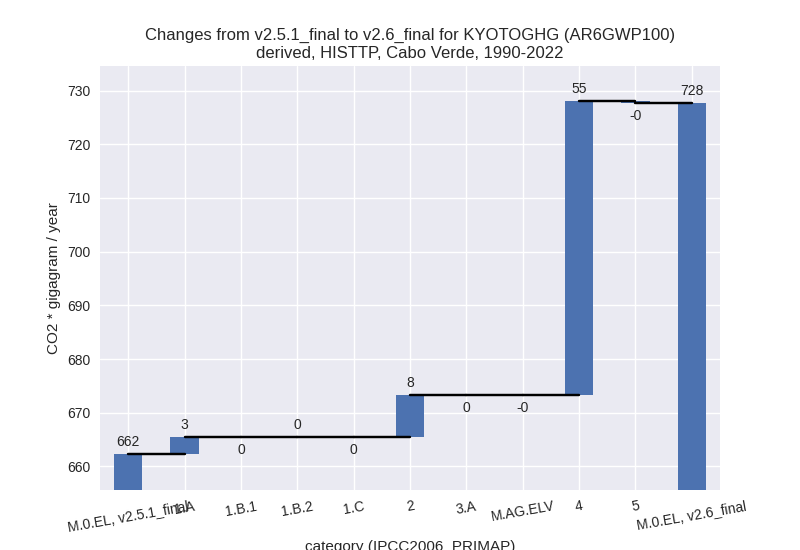 Changes from v2.5.1_final to v2.6_final for KYOTOGHG (AR6GWP100)
derived, HISTTP, Cabo Verde, 1990-2022
CO2 * gigagram / year
730
720
710
700
690
680
670
660
662
3
0
0
0
8
0
-0
55
-0
728
M.0.EL, v2.5.1_final
1.A
1.B.1
1.B.2
1.C
2
3.A
M.AG.ELV
4
5
M.0.EL, v2.6_final
category (IPCC2006_PRIMAP)